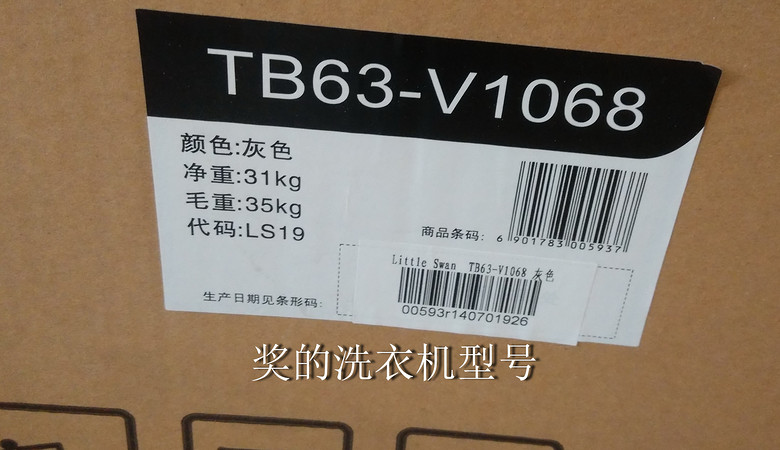 TB63-V1068
颜色:灰色
净重:31kg
毛重:35kg
代码:LS19
商品条码:
6 901783 005937
Little Swan TB63-V1068 灰色
生产日期见条形码:
00593r140701926
奖的洗衣机型号